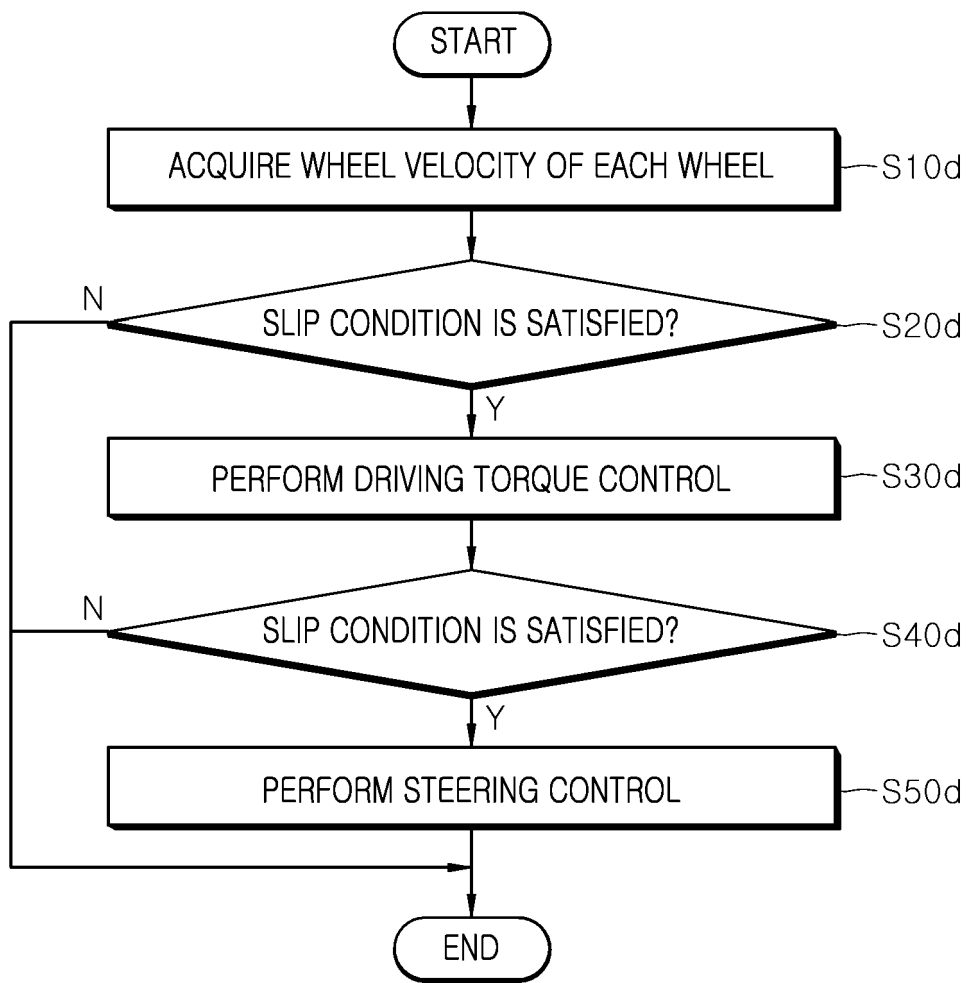 START
ACQUIRE WHEEL VELOCITY OF EACH WHEEL
S10d
N
SLIP CONDITION IS SATISFIED?
S20d
Y
PERFORM DRIVING TORQUE CONTROL
S30d
N
SLIP CONDITION IS SATISFIED?
S40d
Y
PERFORM STEERING CONTROL
S50d
END